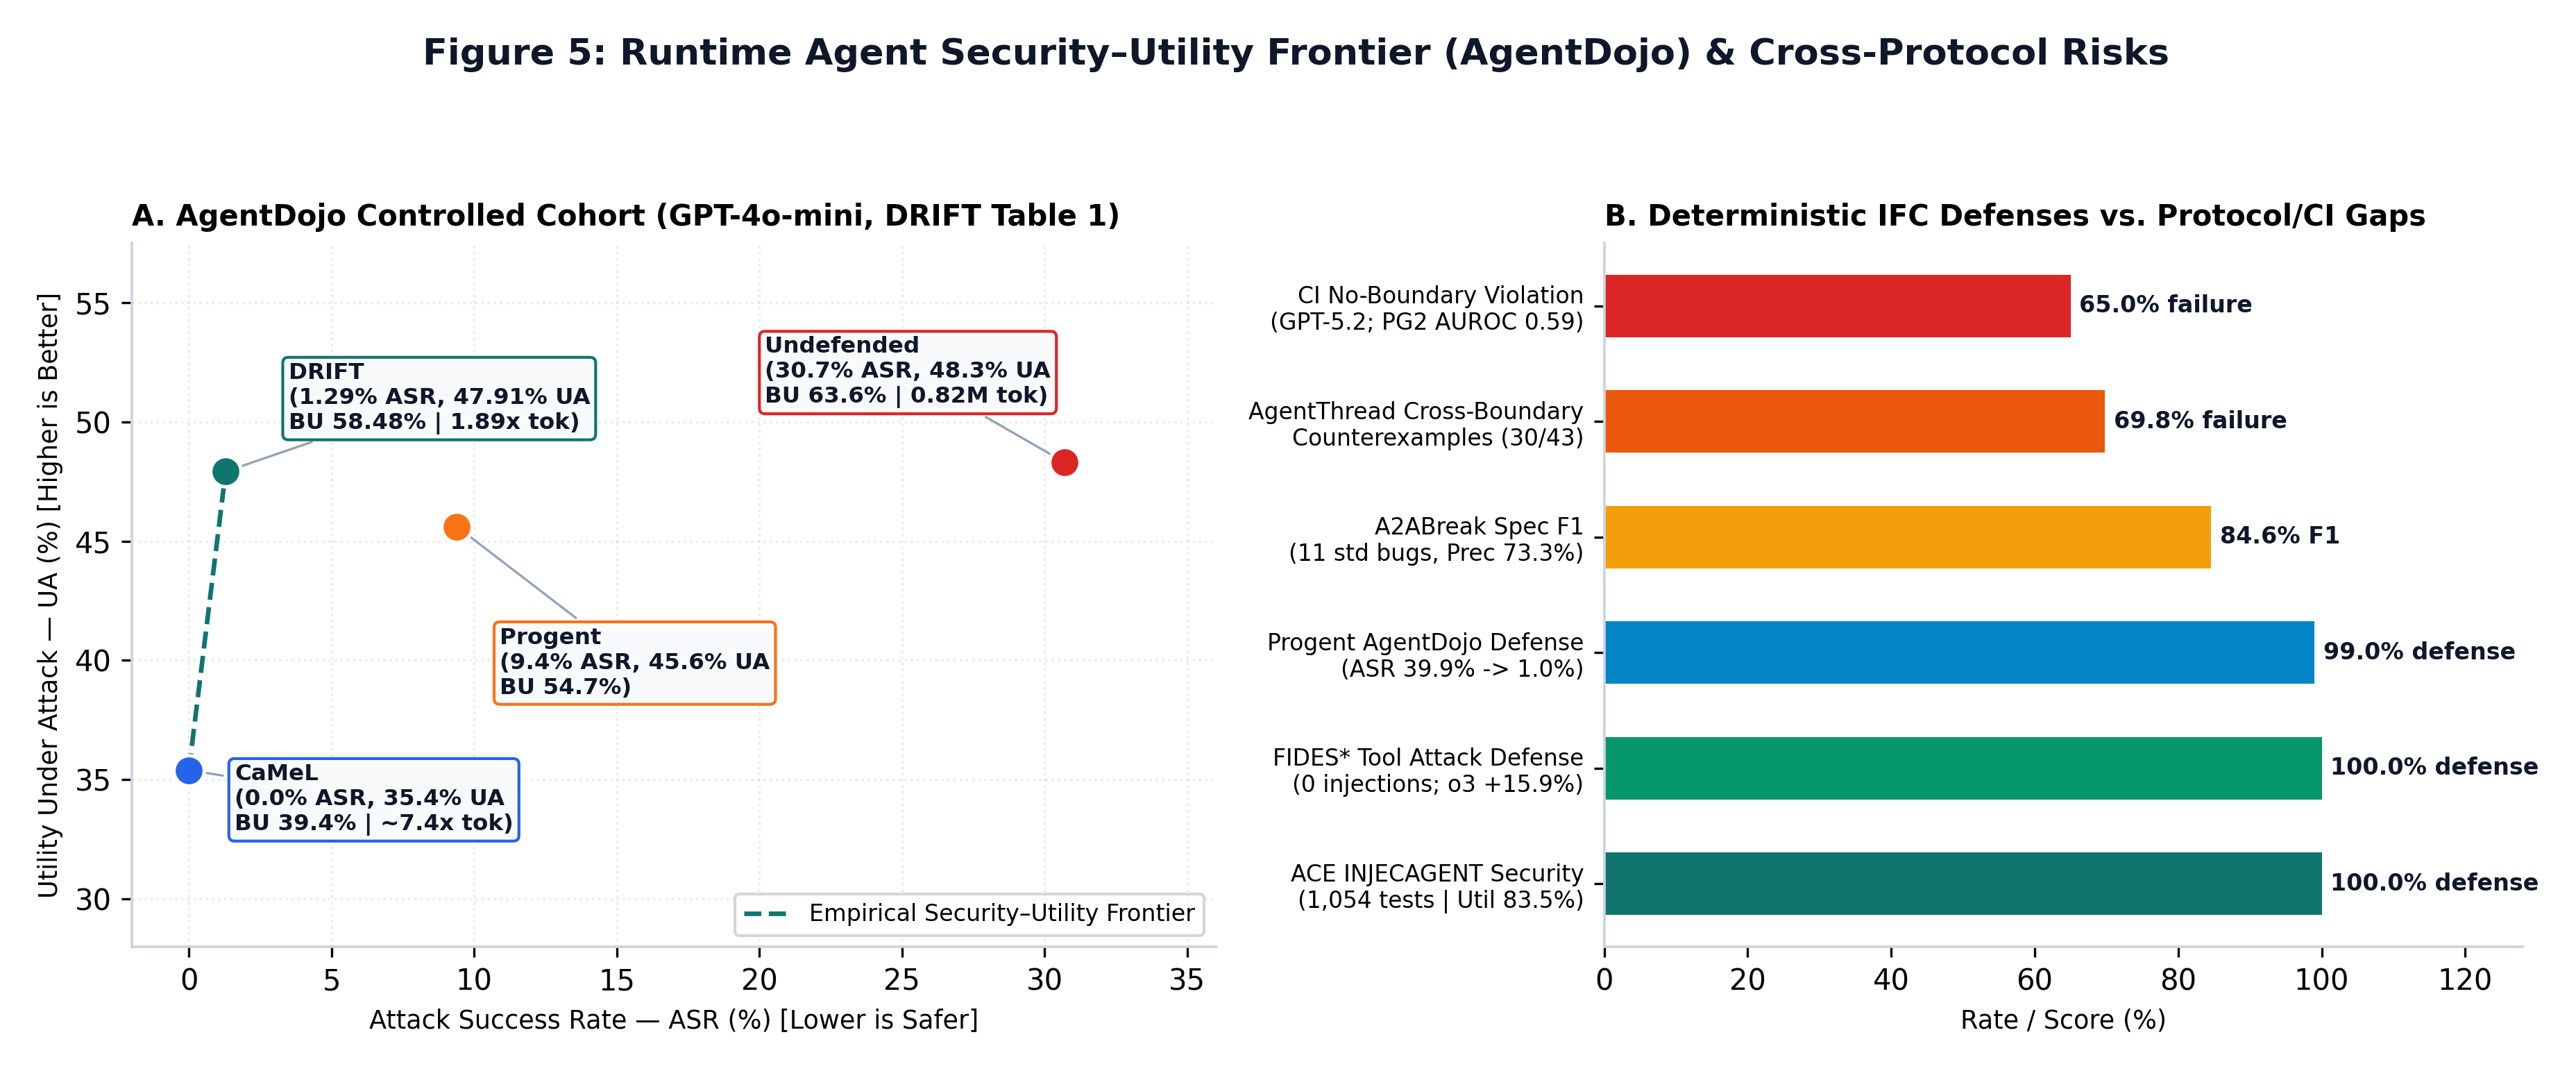 Figure 5: Runtime Agent Security–Utility Frontier (AgentDojo) & Cross-Protocol Risks
A. AgentDojo Controlled Cohort (GPT-4o-mini, DRIFT Table 1)
Utility Under Attack — UA (%) [Higher is Better]
55
50
45
40
35
30
DRIFT
(1.29% ASR, 47.91% UA
BU 58.48% | 1.89x tok)
Undefended
(30.7% ASR, 48.3% UA
BU 63.6% | 0.82M tok)
Progent
(9.4% ASR, 45.6% UA
BU 54.7%)
CaMeL
(0.0% ASR, 35.4% UA
BU 39.4% | ~7.4x tok)
Empirical Security–Utility Frontier
0 5 10 15 20 25 30 35
Attack Success Rate — ASR (%) [Lower is Safer]
B. Deterministic IFC Defenses vs. Protocol/CI Gaps
CI No-Boundary Violation
(GPT-5.2; PG2 AUROC 0.59)
65.0% failure
AgentThread Cross-Boundary
Counterexamples (30/43)
69.8% failure
A2ABreak Spec F1
(11 std bugs, Prec 73.3%)
84.6% F1
Progent AgentDojo Defense
(ASR 39.9% -> 1.0%)
99.0% defense
FIDES* Tool Attack Defense
(0 injections; o3 +15.9%)
100.0% defense
ACE INJECAGENT Security
(1,054 tests | Util 83.5%)
100.0% defense
0 20 40 60 80 100 120
Rate / Score (%)